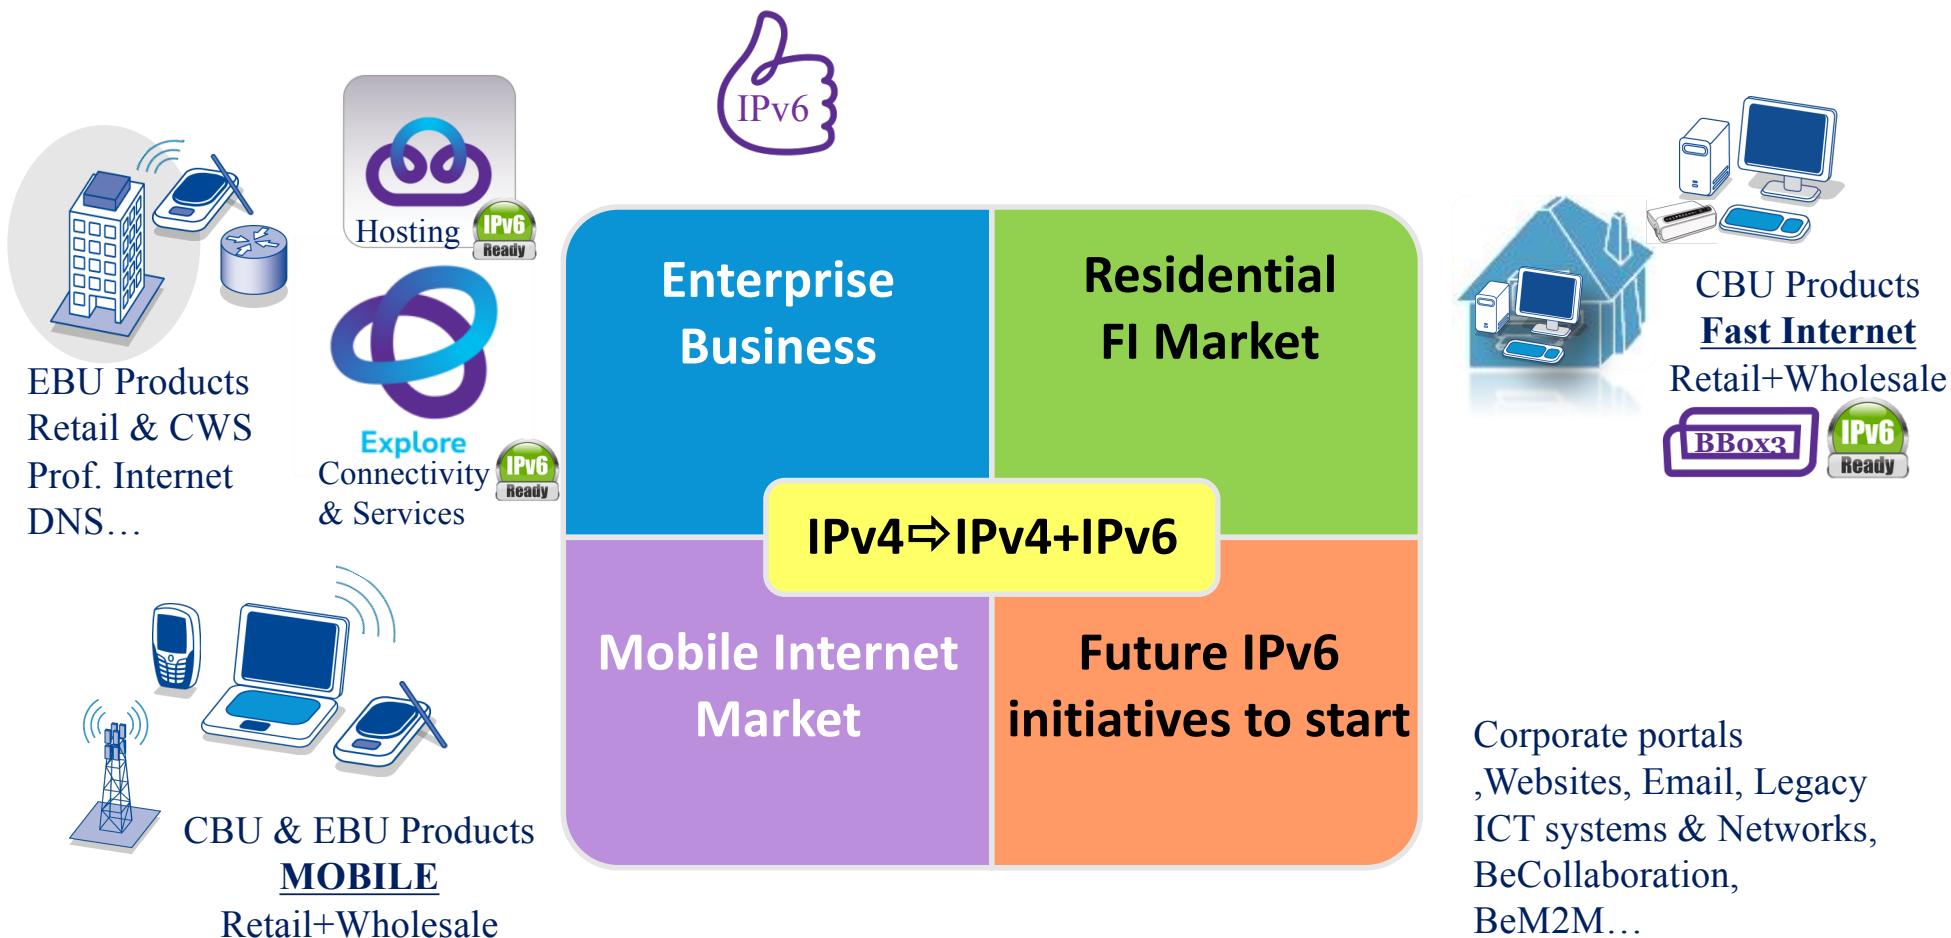 IPv6
Hosting
IPv6
Ready
Explore
Connectivity
& Services
IPv6
Ready
EBU Products
Retail & CWS
Prof. Internet
DNS…
Enterprise
Business
Residential
FI Market
IPv4⇨IPv4+IPv6
Mobile Internet
Market
Future IPv6
initiatives to start
CBU Products
Fast Internet
Retail+Wholesale
BBox3
IPv6
Ready
CBU & EBU Products
MOBILE
Retail+Wholesale
Corporate portals
,Websites, Email, Legacy
ICT systems & Networks,
BeCollaboration,
BeM2M…